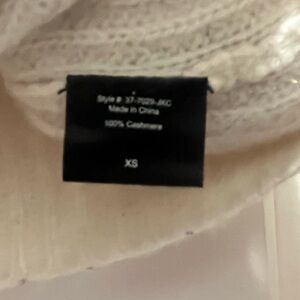 Style #: 37-7029-JKC
Made in China
100% Cashmere
XS